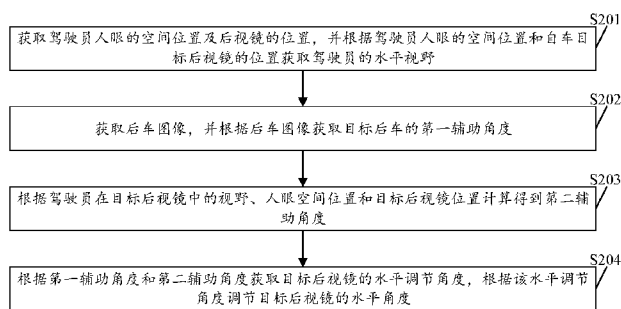 S201
获取驾驶员人眼的空间位置及后视镜的位置，并根据驾驶员人眼的空间位置和自车目
标后视镜的位置获取驾驶员的水平视野
S202
获取后车图像，并根据后车图像获取目标后车的第一辅助角度
S203
根据驾驶员在目标后视镜中的视野、人眼空间位置和目标后视镜位置计算得到第二辅
助角度
S204
根据第一辅助角度和第二辅助角度获取目标后视镜的水平调节角度，根据该水平调节
角度调节目标后视镜的水平角度